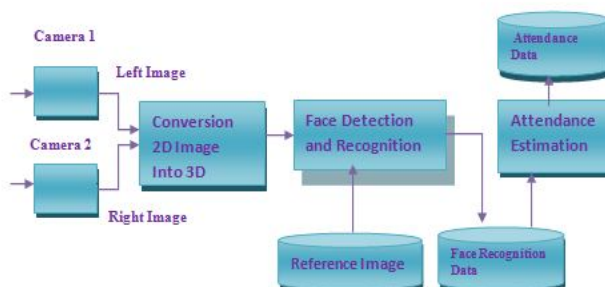 Camera 1
Left Image
Camera 2
Right Image
Conversion
2D Image
Into 3D
Face Detection
and Recognition
Reference Image
Face Recognition
Data
Attendance
Estimation
Attendance
Data